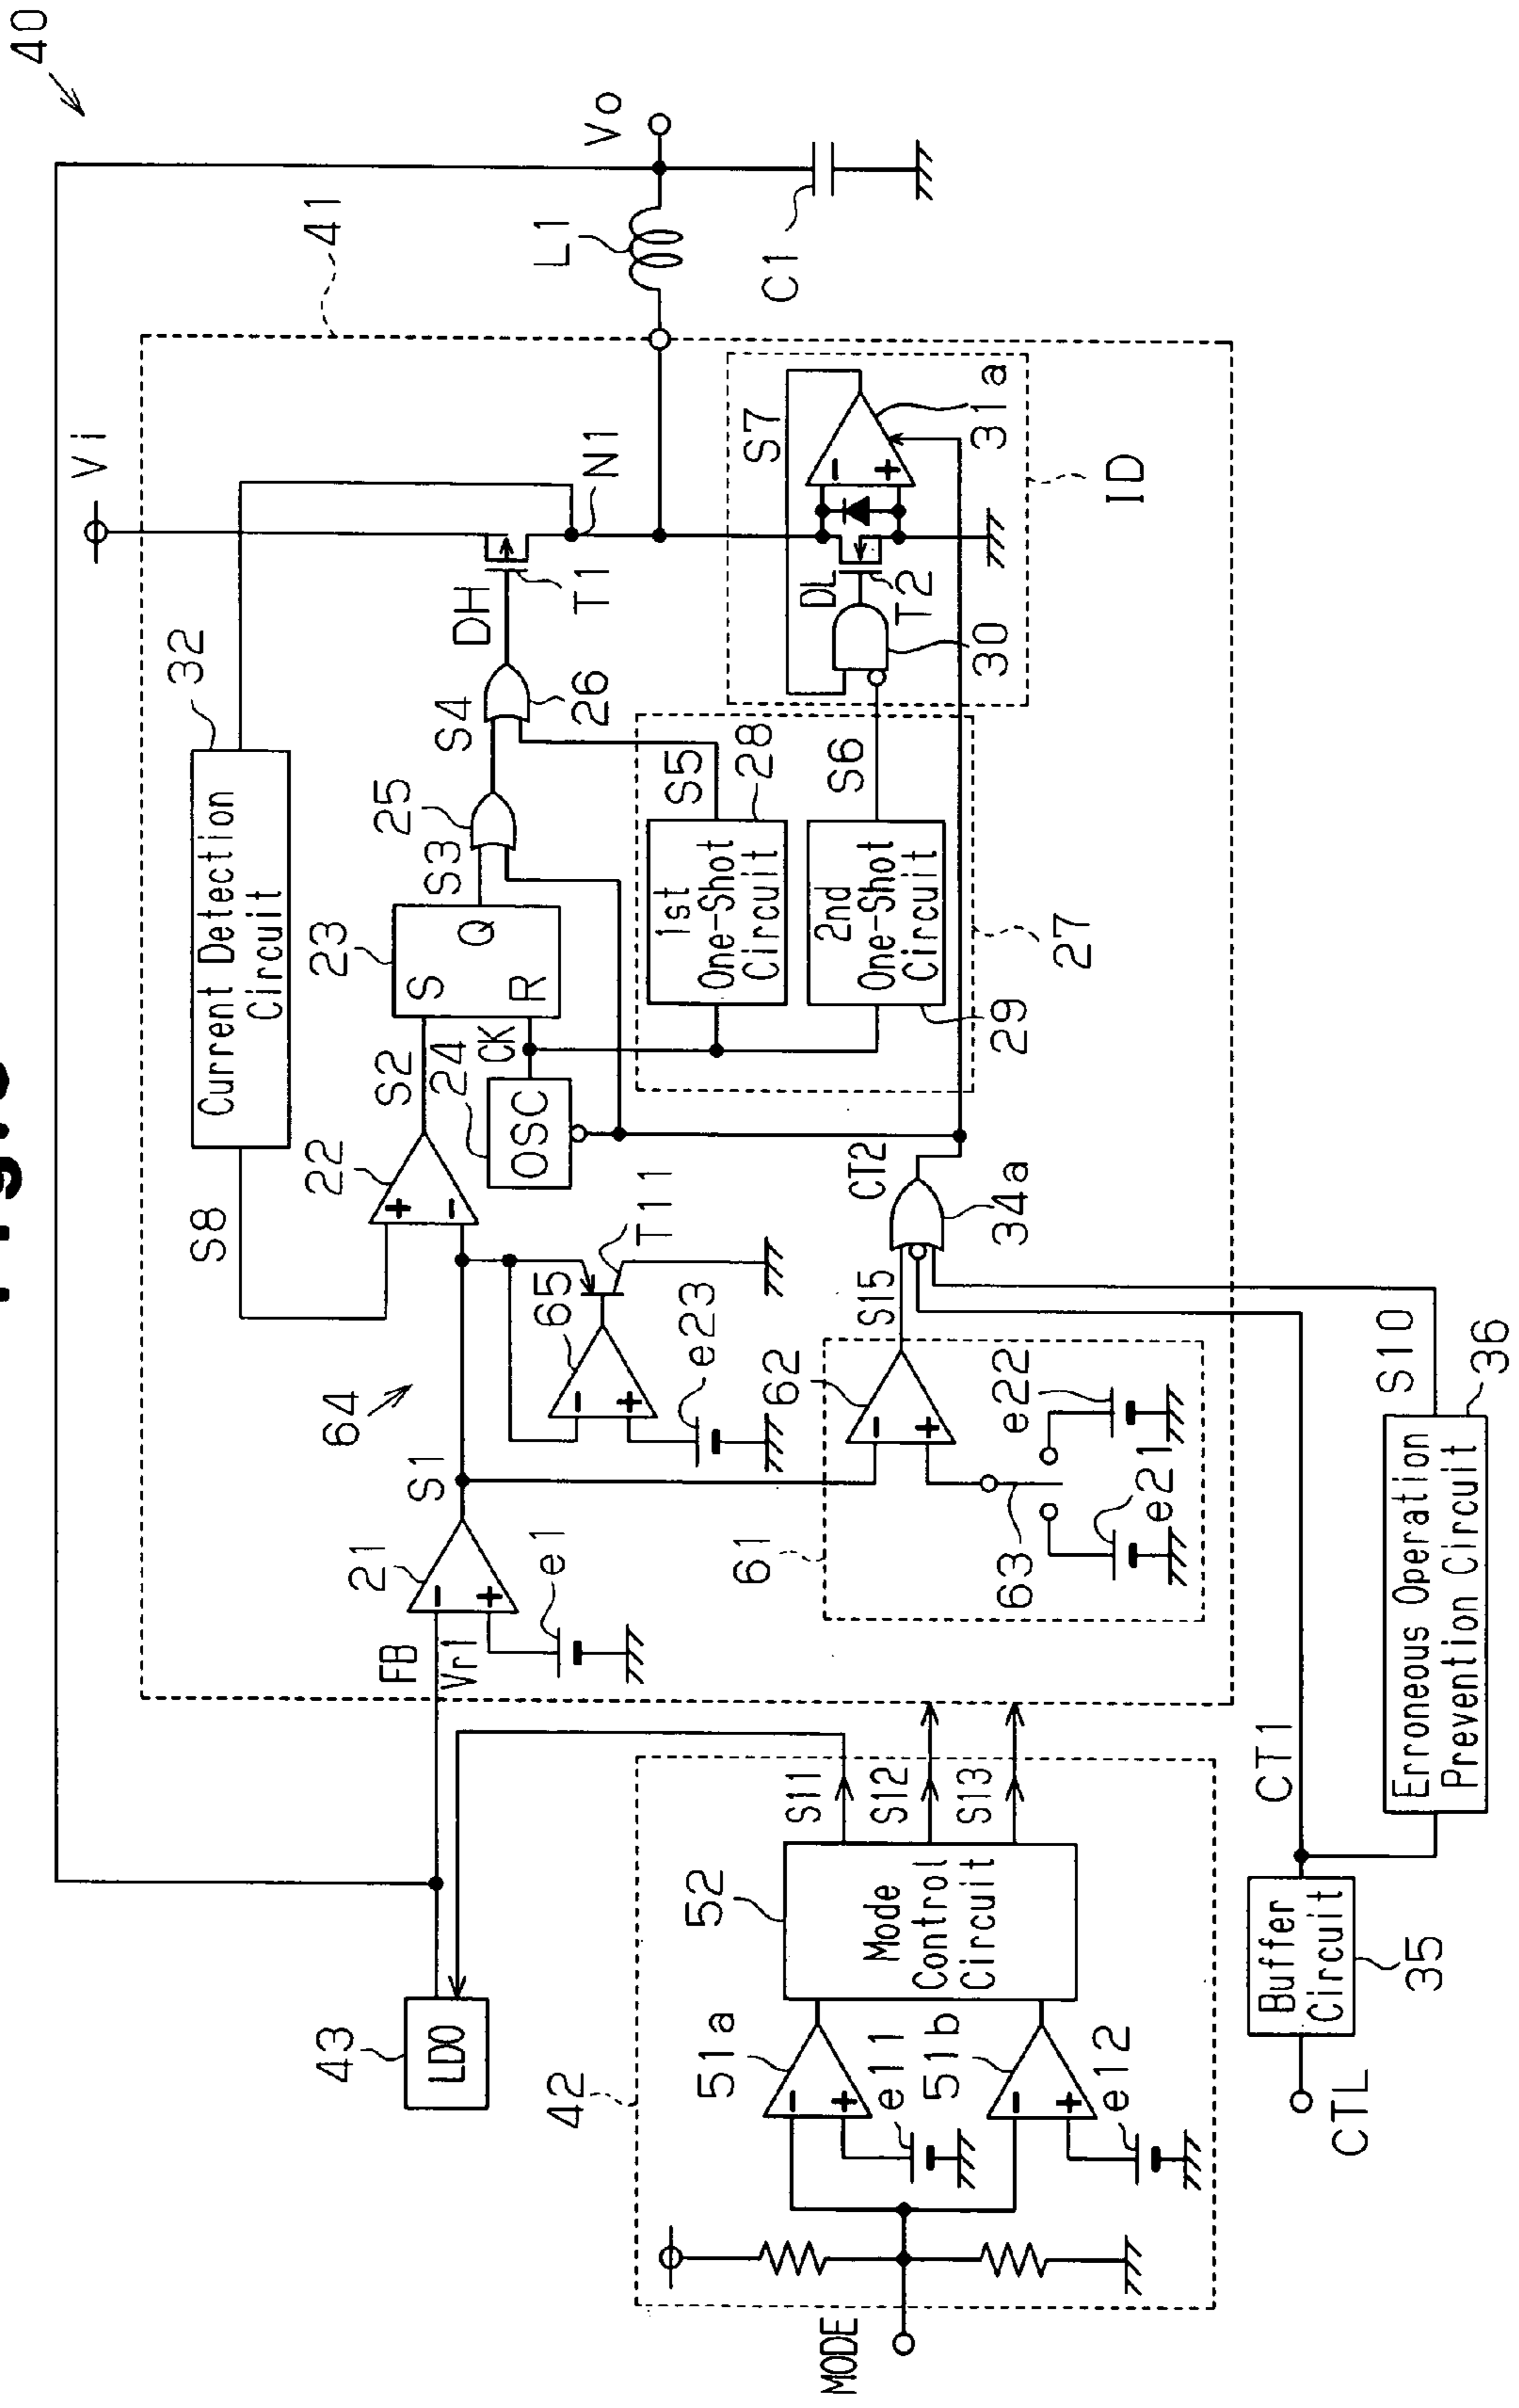 40
Vi
41
Vo
L1
C1
32
Current Detection
Circuit
S8
N1
DH
T1
S4
26
25
S3
23
S
Q
R
S2
22
24
CK
OSC
S5
28
1st
One-Shot
Circuit
S6
2nd
One-Shot
Circuit
29
27
S7
31a
ID
DL
T2
30
+
−
−
+
T11
65
−
+
e23
64
S1
21
−
+
e1
FB
Vr1
CT2
34a
S15
62
−
+
e22
e21
63
61
S10
36
Erroneous Operation
Prevention Circuit
CT1
Buffer
Circuit
35
CTL
43
LDO
S11
S12
S13
52
Mode
Control
Circuit
42
51a
−
+
e11
51b
−
+
e12
MODE